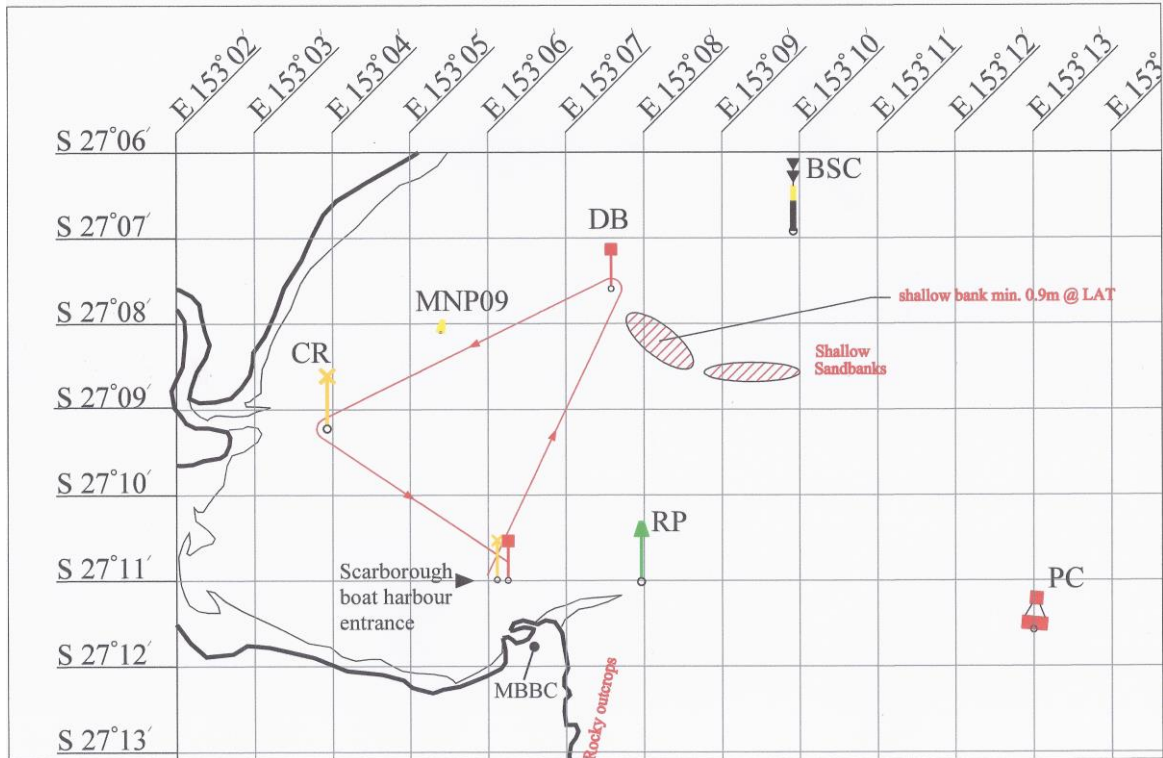 E 153°02′
E 153°03′
E 153°04′
E 153°05′
E 153°06′
E 153°07′
E 153°08′
E 153°09′
E 153°10′
E 153°11′
E 153°12′
E 153°13′
E 153°
S 27°06′
BSC
S 27°07′
DB
shallow bank min. 0.9m @ LAT
MNP09
S 27°08′
CR
Shallow
Sandbanks
S 27°09′
S 27°10′
RP
S 27°11′
Scarborough
boat harbour
entrance
PC
S 27°12′
MBBC
Rocky outcrops
S 27°13′